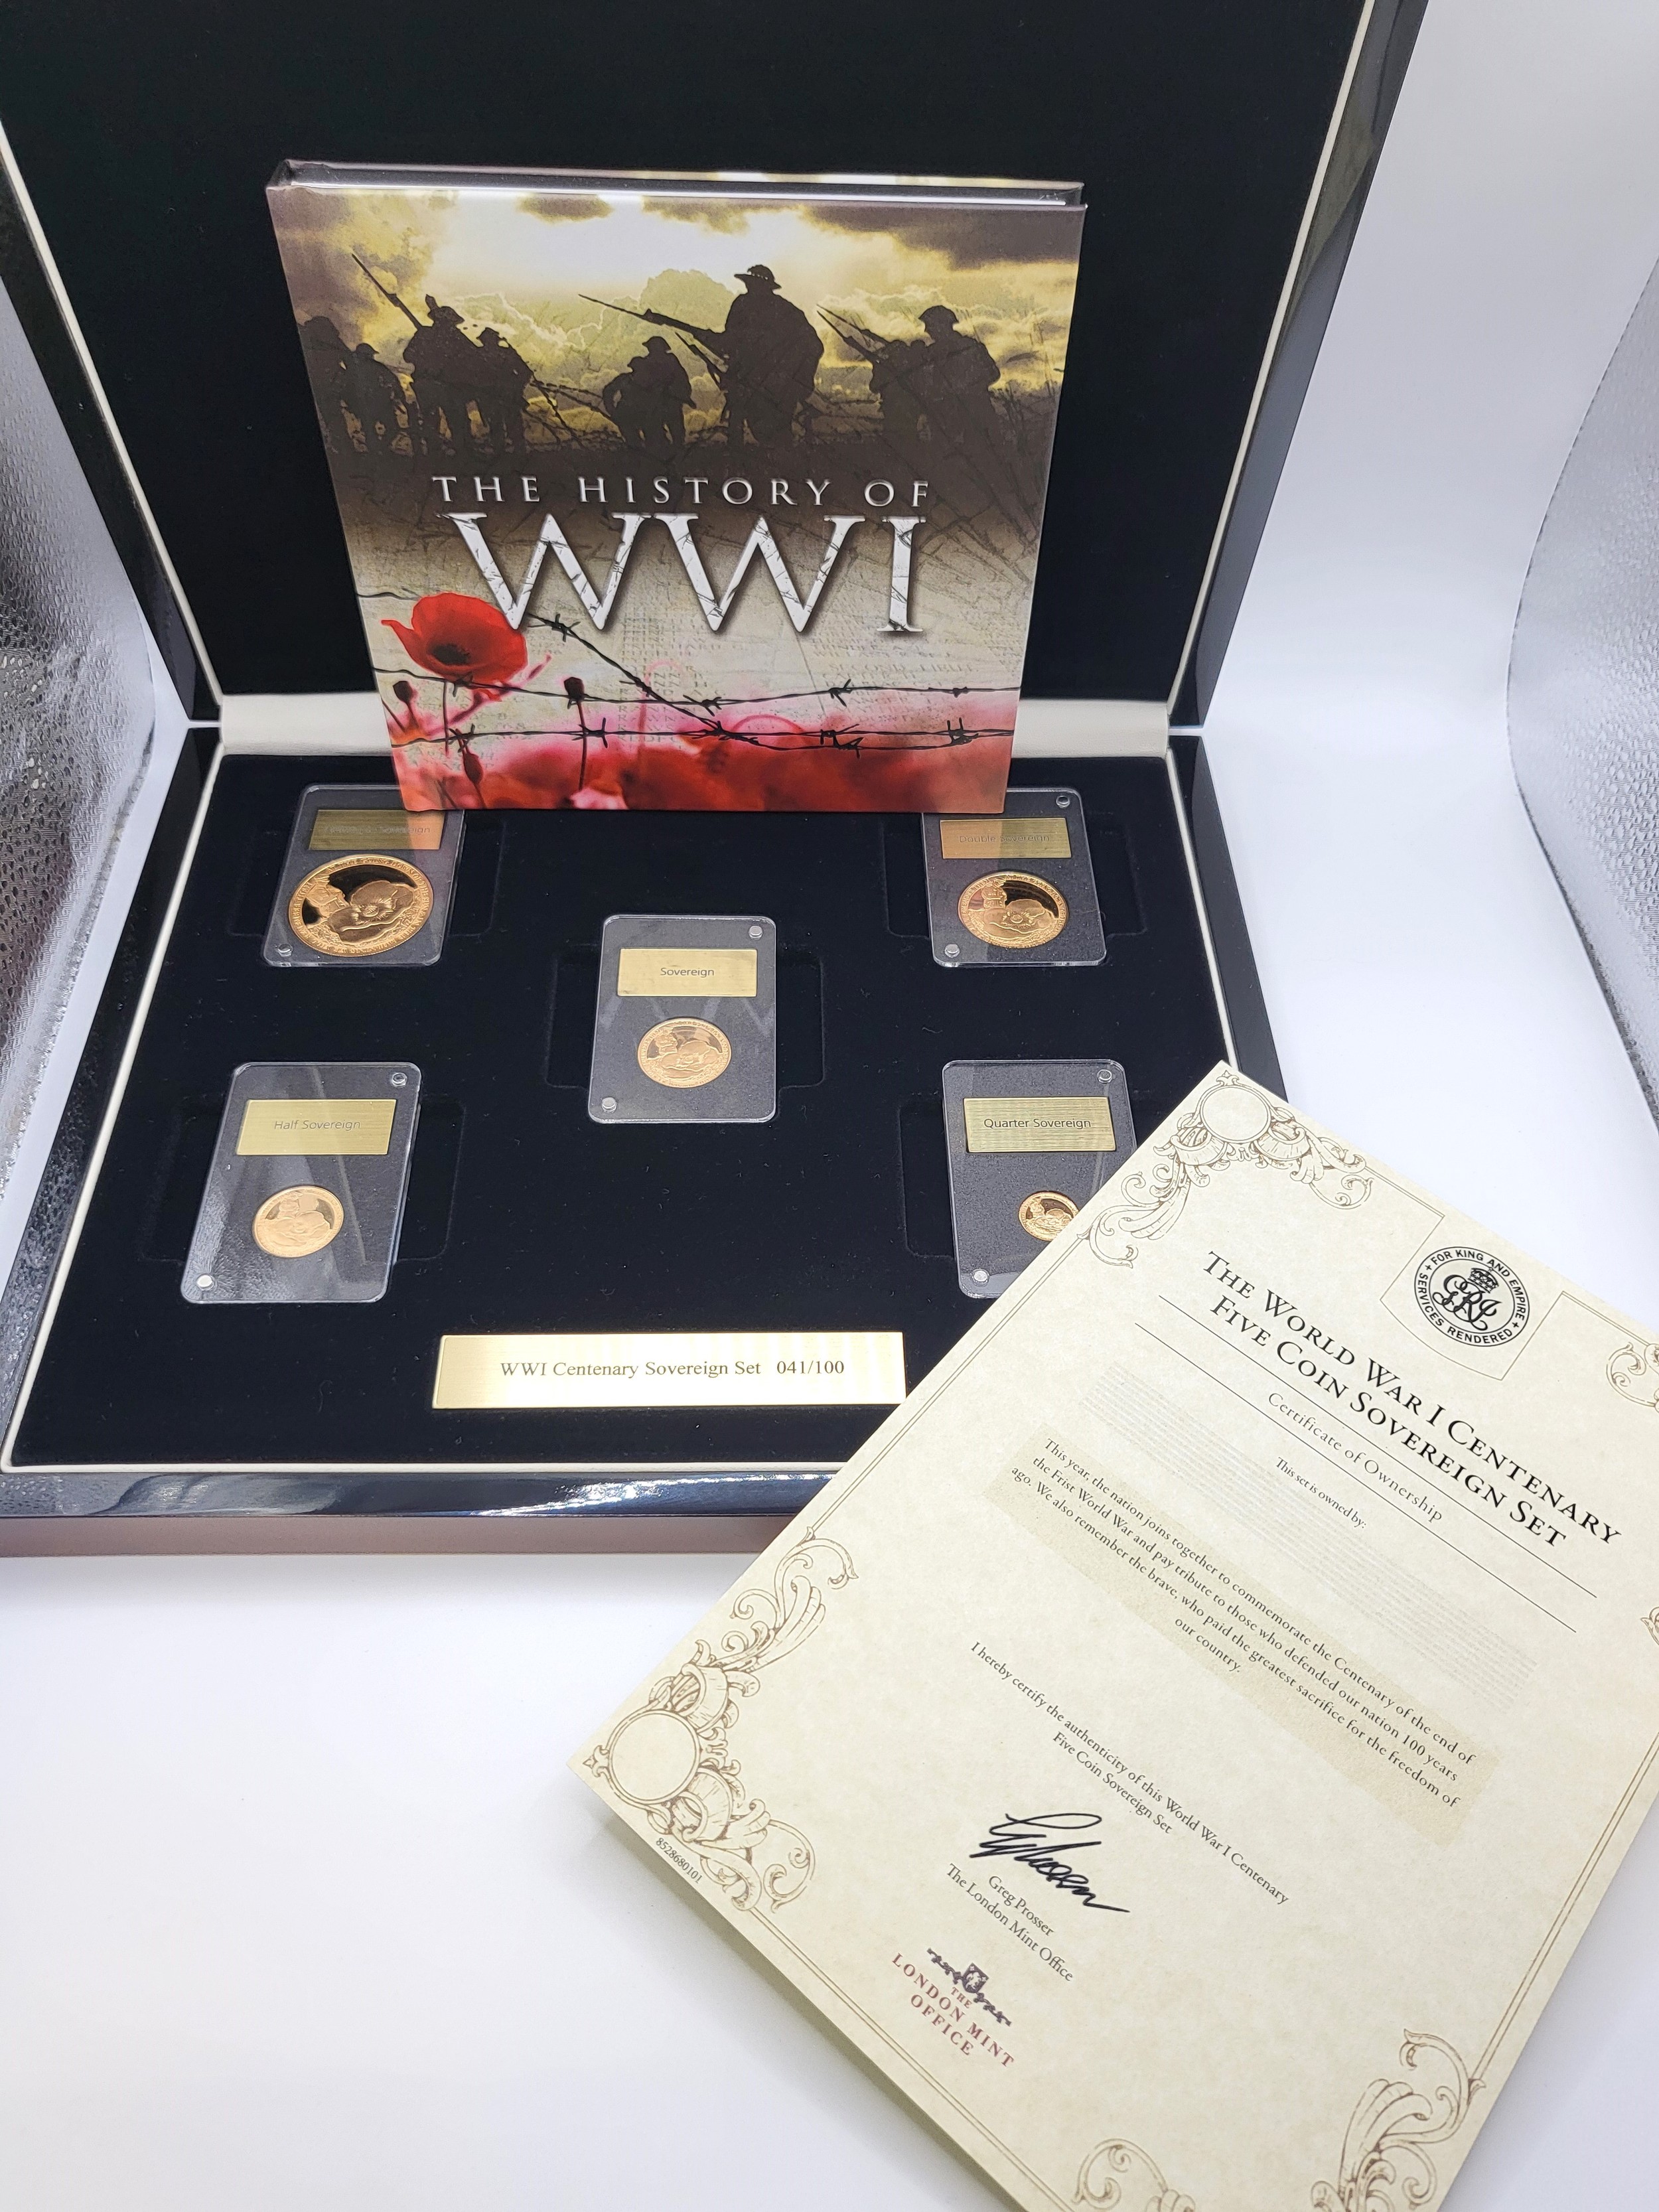 THE HISTORY OF
WWI
Sovereign
Double Sovereign
Sovereign
Half Sovereign
Quarter Sovereign
WWI Centenary Sovereign Set 041/100
FOR KING AND EMPIRE
SERVICES RENDERED
GRI
THE WORLD WAR I CENTENARY
FIVE COIN SOVEREIGN SET
Certificate of Ownership
This set is owned by:
This year, the nation joins together to commemorate the Centenary of the end of
the Frist World War and pay tribute to those who defended our nation 100 years
ago. We also remember the brave, who paid the greatest sacrifice for the freedom of
our country.
I hereby certify the authenticity of this World War I Centenary
Five Coin Sovereign Set
Greg Prosser
The London Mint Office
THE
LONDON MINT
OFFICE
8528680101